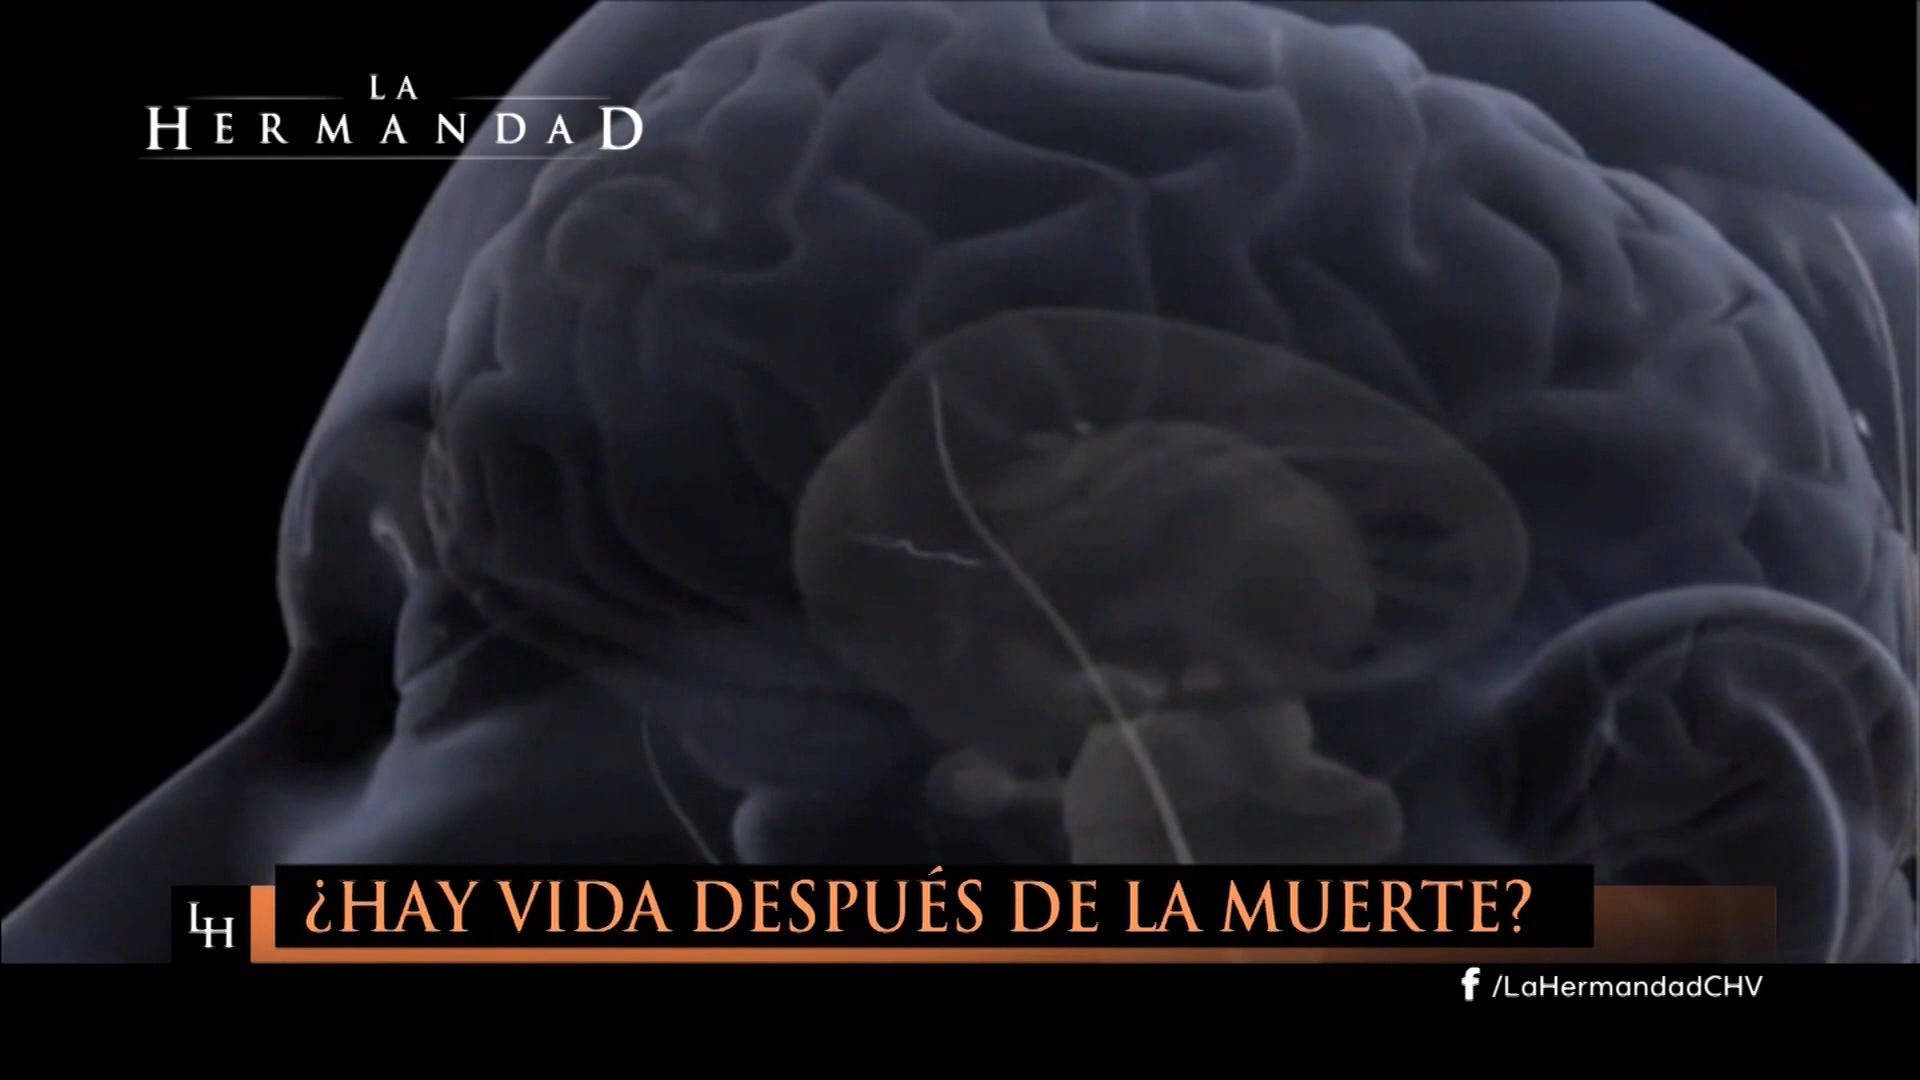 LA
HERMANDAD
LH
¿HAY VIDA DESPUÉS DE LA MUERTE?
f /LaHermandadCHV